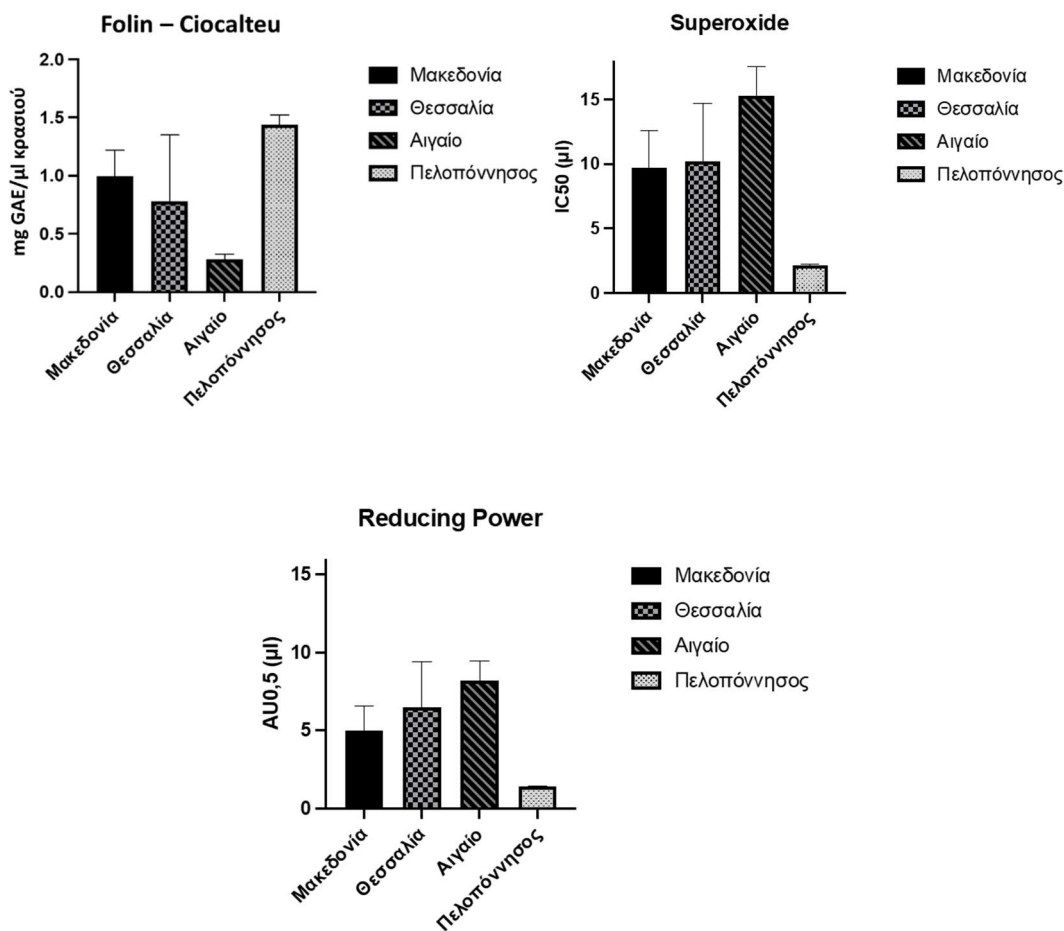 Folin – Ciocalteu
mg GAE/μl κρασιού
2.0
1.5
1.0
0.5
0.0
Μακεδονία
Θεσσαλία
Αιγαίο
Πελοπόννησος
Μακεδονία
Θεσσαλία
Αιγαίο
Πελοπόννησος
Superoxide
IC50 (μl)
15
10
5
0
Μακεδονία
Θεσσαλία
Αιγαίο
Πελοπόννησος
Μακεδονία
Θεσσαλία
Αιγαίο
Πελοπόννησος
Reducing Power
AU0,5 (μl)
15
10
5
0
Μακεδονία
Θεσσαλία
Αιγαίο
Πελοπόννησος
Μακεδονία
Θεσσαλία
Αιγαίο
Πελοπόννησος